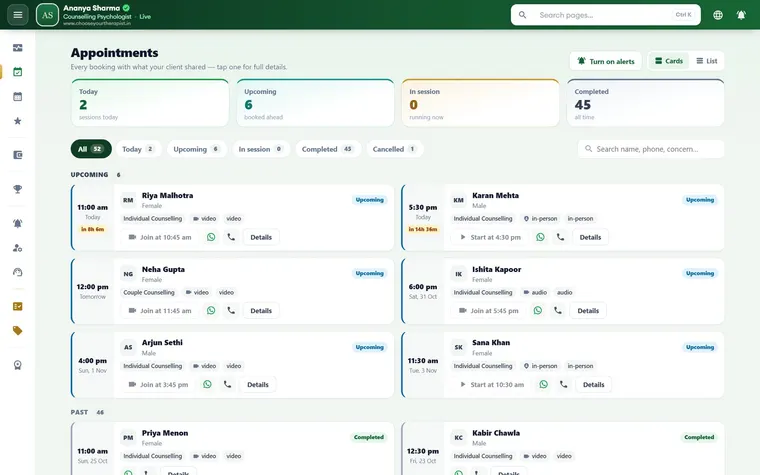 AS
Ananya Sharma
Counselling Psychologist · Live
www.chooseyourtherapist.in
Search pages...
Ctrl K
Appointments
Every booking with what your client shared — tap one for full details.
Turn on alerts
Cards
List
Today
2
sessions today
Upcoming
6
booked ahead
In session
0
running now
Completed
45
all time
All 52
Today 2
Upcoming 6
In session 0
Completed 45
Cancelled 1
Search name, phone, concern...
UPCOMING 6
11:00 am
Today
in 8h 6m
RM
Riya Malhotra
Female
Upcoming
Individual Counselling
video
video
Join at 10:45 am
Details
5:30 pm
Today
in 14h 36m
KM
Karan Mehta
Male
Upcoming
Individual Counselling
in-person
in-person
Start at 4:30 pm
Details
12:00 pm
Tomorrow
NG
Neha Gupta
Female
Upcoming
Couple Counselling
video
video
Join at 11:45 am
Details
6:00 pm
Sat, 31 Oct
IK
Ishita Kapoor
Female
Upcoming
Individual Counselling
audio
audio
Join at 5:45 pm
Details
4:00 pm
Sun, 1 Nov
AS
Arjun Sethi
Male
Upcoming
Individual Counselling
video
video
Join at 3:45 pm
Details
11:30 am
Tue, 3 Nov
SK
Sana Khan
Female
Upcoming
Individual Counselling
in-person
in-person
Start at 10:30 am
Details
PAST 46
11:00 am
Sun, 25 Oct
PM
Priya Menon
Female
Completed
Individual Counselling
video
video
Details
12:30 pm
Fri, 23 Oct
KC
Kabir Chawla
Male
Completed
Individual Counselling
video
video
Details